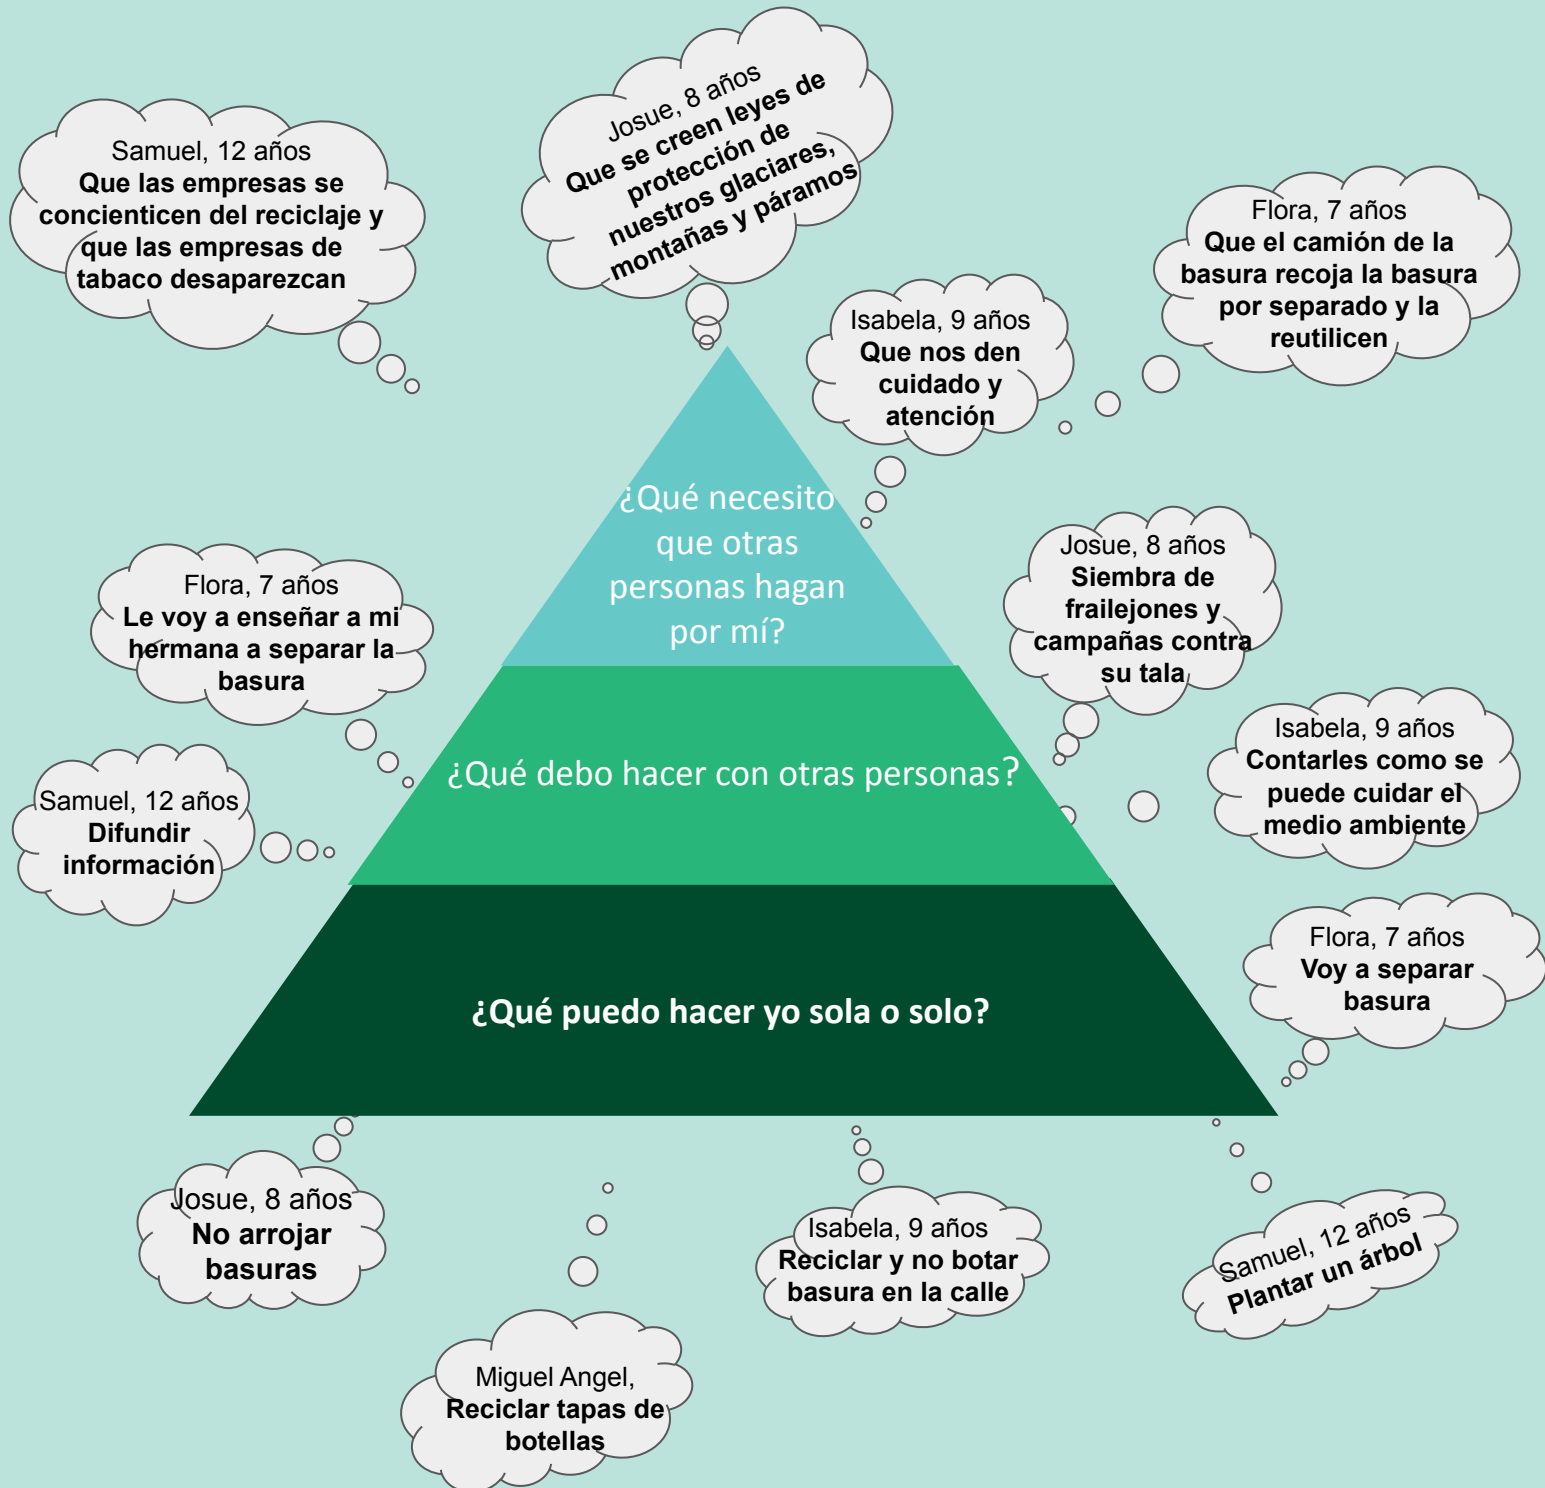 Josue, 8 años
Que se creen leyes de
protección de
nuestros glaciares,
montañas y páramos
Samuel, 12 años
Que las empresas se
concienticen del reciclaje y
que las empresas de
tabaco desaparezcan
Flora, 7 años
Que el camión de la
basura recoja la basura
por separado y la
reutilicen
Isabela, 9 años
Que nos den
cuidado y
atención
¿Qué necesito
que otras
personas hagan
por mí?
Flora, 7 años
Le voy a enseñar a mi
hermana a separar la
basura
Josue, 8 años
Siembra de
frailejones y
campañas contra
su tala
Samuel, 12 años
Difundir
información
¿Qué debo hacer con otras personas?
Isabela, 9 años
Contarles como se
puede cuidar el
medio ambiente
Flora, 7 años
Voy a separar
basura
¿Qué puedo hacer yo sola o solo?
Josue, 8 años
No arrojar
basuras
Miguel Angel,
Reciclar tapas de
botellas
Isabela, 9 años
Reciclar y no botar
basura en la calle
Samuel, 12 años
Plantar un árbol